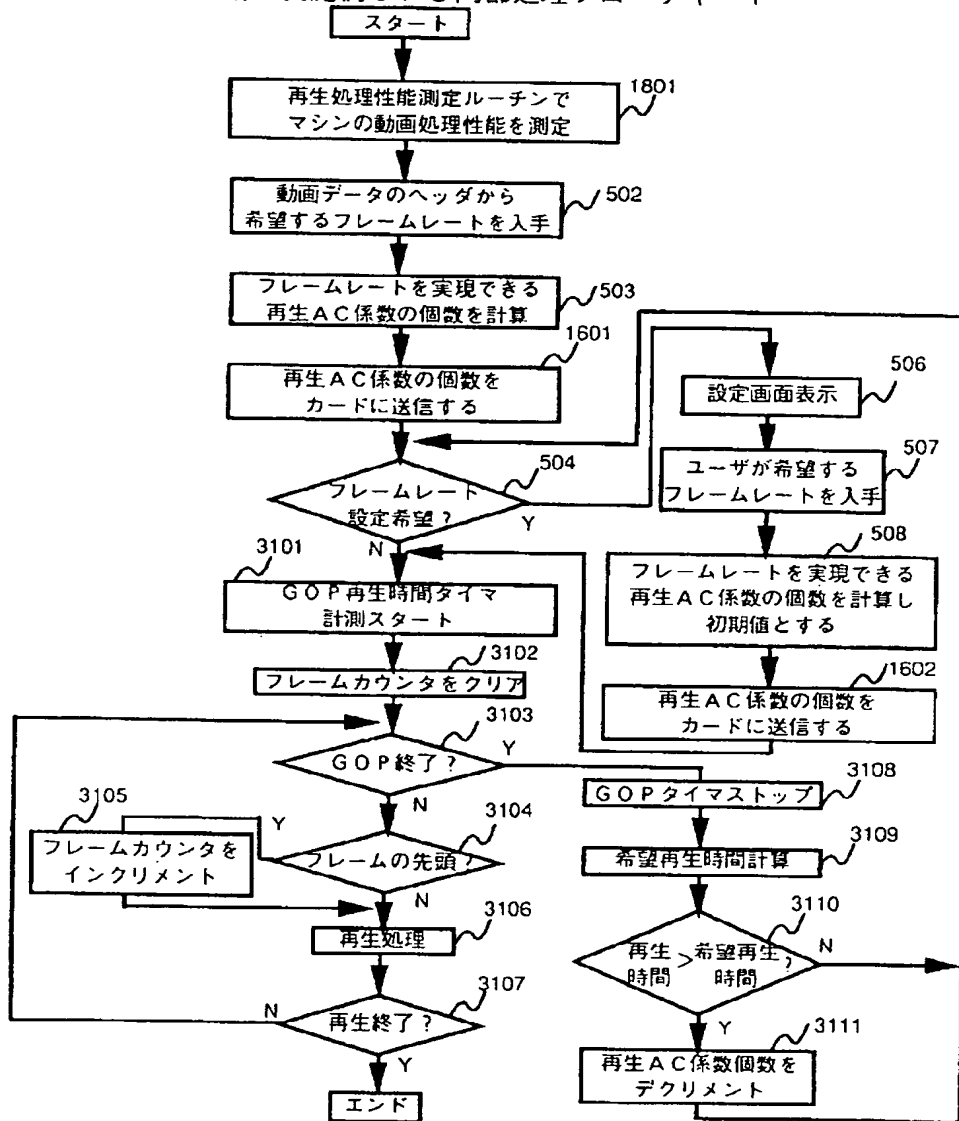 スタート
1801
再生処理性能測定ルーチンで
マシンの動画処理性能を測定
502
動画データのヘッダから
希望するフレームレートを入手
503
フレームレートを実現できる
再生AC係数の個数を計算
1601
再生AC係数の個数を
カードに送信する
504
フレームレート
設定希望?
Y
N
506
設定画面表示
507
ユーザが希望する
フレームレートを入手
508
フレームレートを実現できる
再生AC係数の個数を計算し
初期値とする
1602
再生AC係数の個数を
カードに送信する
3101
GOP再生時間タイマ
計測スタート
3102
フレームカウンタをクリア
3103
GOP終了?
Y
N
3104
フレームの先頭?
Y
N
3105
フレームカウンタを
インクリメント
3106
再生処理
3107
再生終了?
N
Y
エンド
3108
GOPタイマストップ
3109
希望再生時間計算
3110
再生 > 希望再生 ?
時間 時間
N
Y
3111
再生AC係数個数を
デクリメント